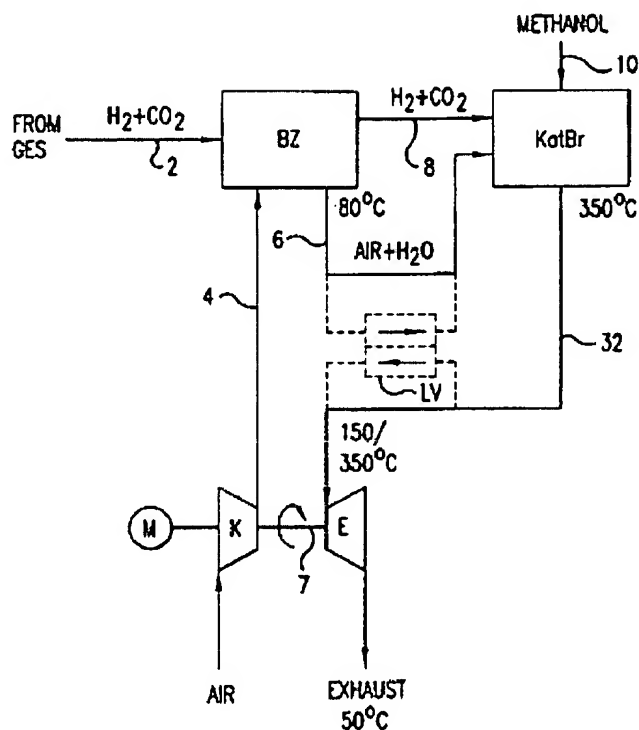 METHANOL
10
H2+CO2
H2+CO2
FROM
GES
BZ
KatBr
2
8
80°C
350°C
6
AIR+H2O
4
32
LV
150/
350°C
M
K
E
7
AIR
EXHAUST
50°C